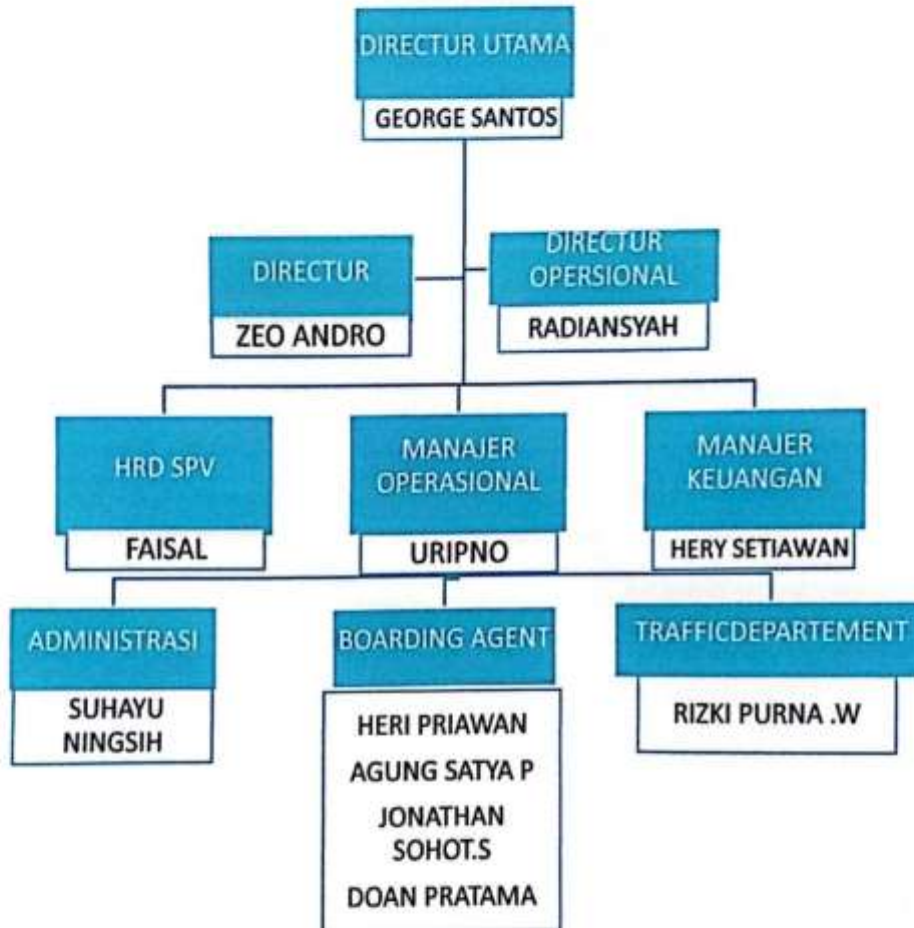 DIRECTUR UTAMA
GEORGE SANTOS
DIRECTUR
ZEO ANDRO
DIRECTUR
OPERSIONAL
RADIANSYAH
HRD SPV
FAISAL
MANAJER
OPERASIONAL
URIPNO
MANAJER
KEUANGAN
HERY SETIAWAN
ADMINISTRASI
SUHAYU
NINGSIH
BOARDING AGENT
HERI PRIAWAN
AGUNG SATYA P
JONATHAN
SOHOT.S
DOAN PRATAMA
TRAFFICDEPARTEMENT
RIZKI PURNA .W